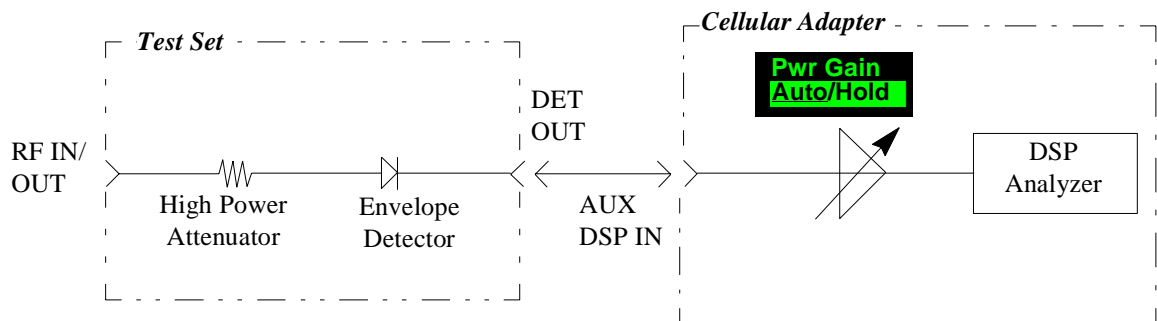 Test Set
Cellular Adapter
Pwr Gain
Auto/Hold
DET
OUT
RF IN/
OUT
High Power
Attenuator
Envelope
Detector
AUX
DSP IN
DSP
Analyzer